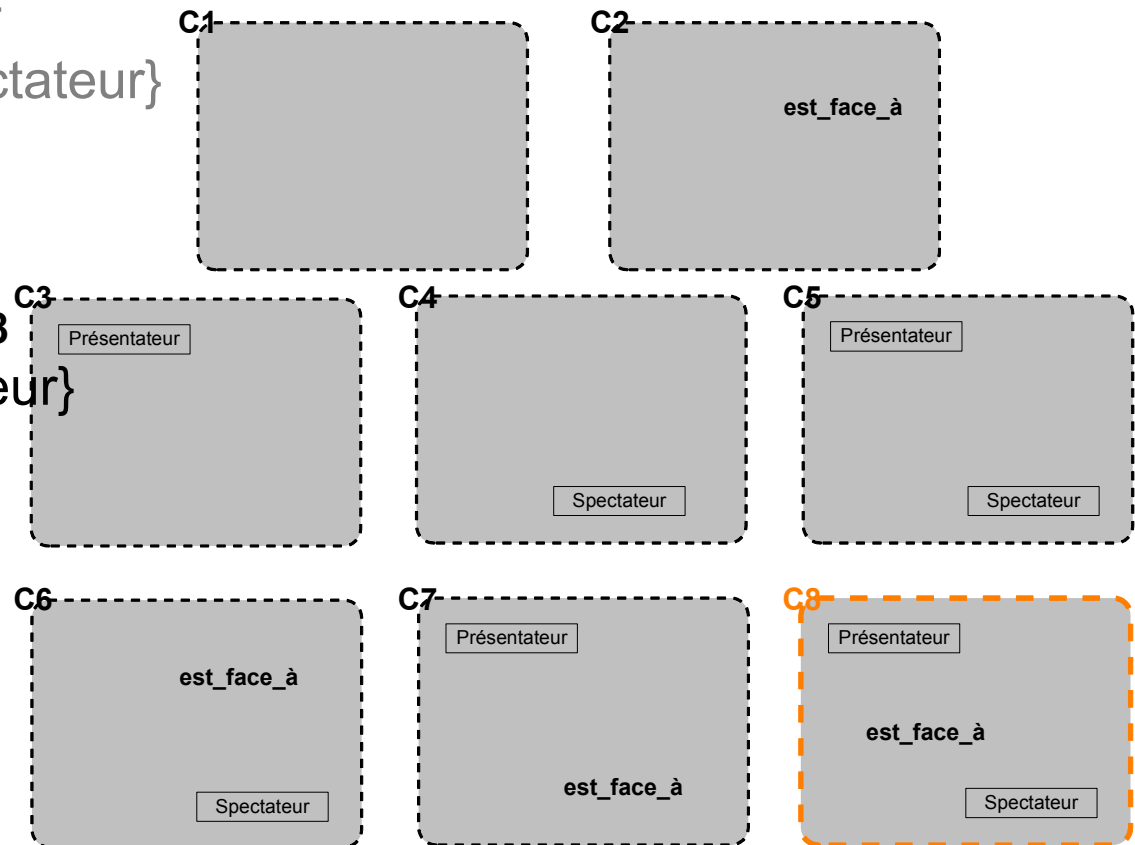 C1
C2
ctateur}
est_face_à
C3
C4
C5
Présentateur
Présentateur
eur}
Spectateur
Spectateur
C6
C7
C8
Présentateur
Présentateur
est_face_à
est_face_à
est_face_à
Spectateur
Spectateur